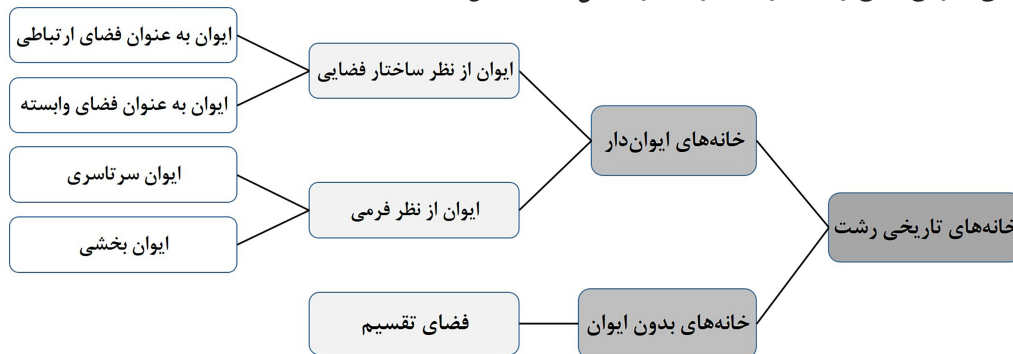 خانه‌های تاریخی رشت
خانه‌های ایوان‌دار
ایوان از نظر ساختار فضایی
ایوان به عنوان فضای ارتباطی
ایوان به عنوان فضای وابسته
ایوان از نظر فرمی
ایوان سرتاسری
ایوان بخشی
خانه‌های بدون ایوان
فضای تقسیم